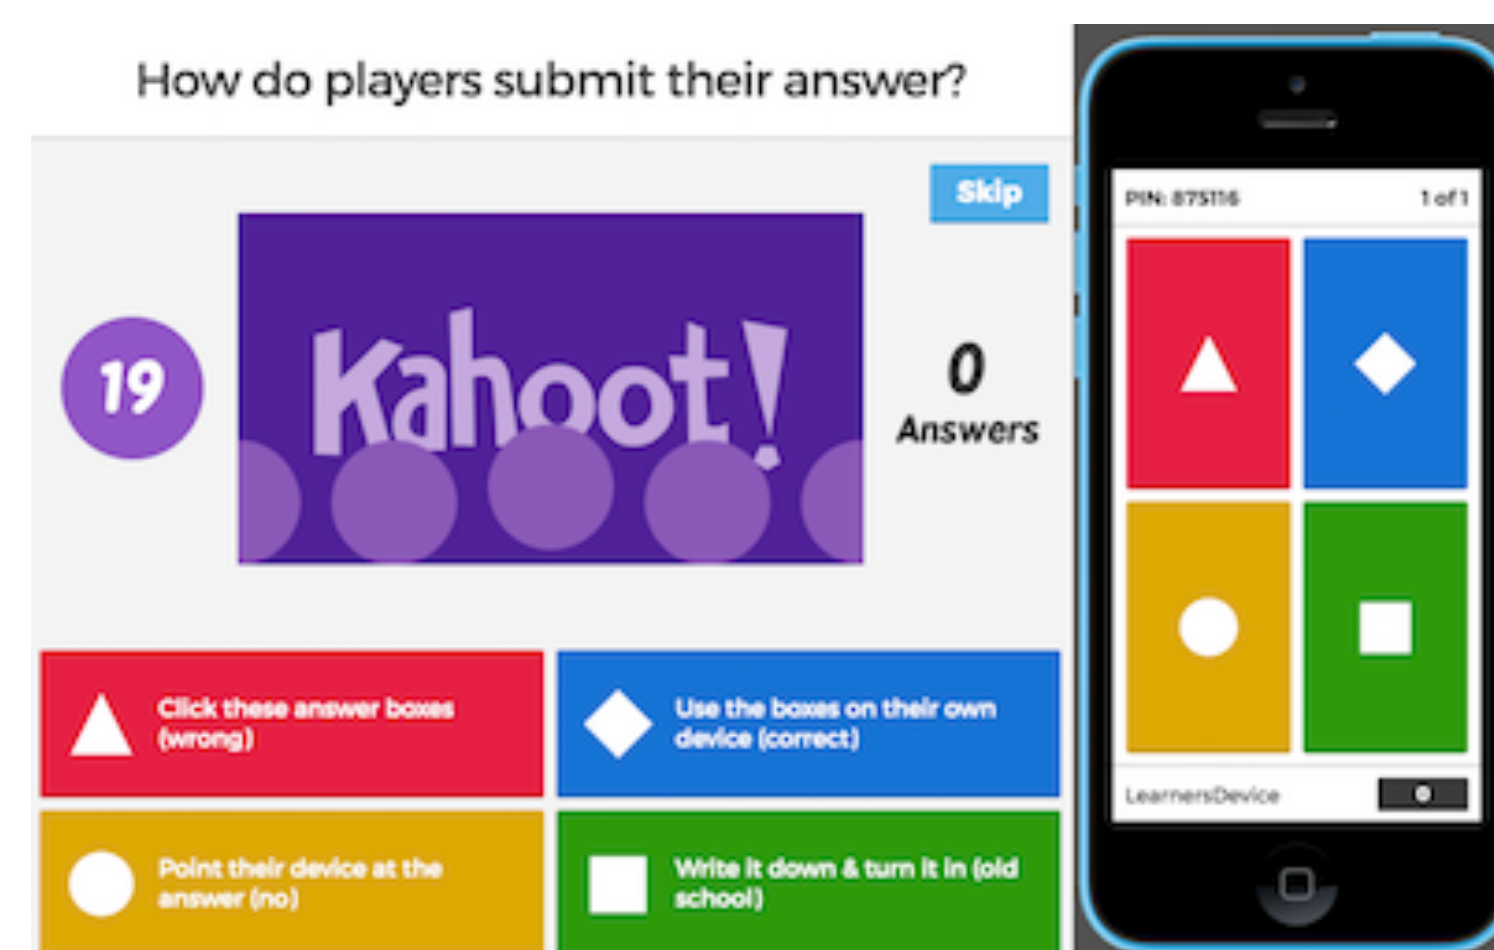 How do players submit their answer?
Skip
19
Kahoot!
0
Answers
Click these answer boxes
(wrong)
Use the boxes on their own
device (correct)
Point their device at the
answer (no)
Write it down & turn it in (old
school)
PIN: 875116
1 of 1
LearnersDevice
0